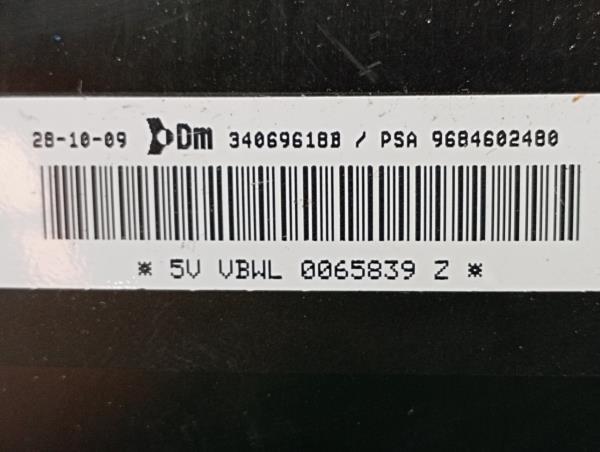 28-10-09 Dm 34069618B / PSA 9684602480
* 5V VBWL 0065839 Z *